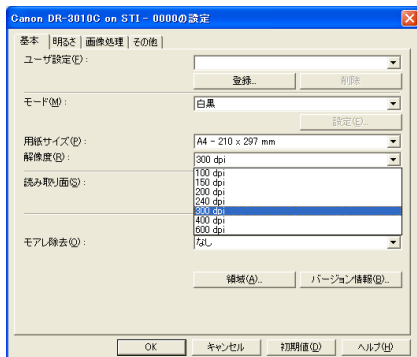 Canon DR-3010C on STI - 0000の設定
基本 明るさ 画像処理 その他
ユーザ設定(F):
登録... 削除
モード(M): 白黒
設定(E)...
用紙サイズ(P): A4 - 210 x 297 mm
解像度(R): 300 dpi
100 dpi
150 dpi
読み取り面(S): 200 dpi
240 dpi
300 dpi
400 dpi
600 dpi
モアレ除去(Q): なし
領域(A)... バージョン情報(B)...
OK キャンセル 初期値(D) ヘルプ(H)